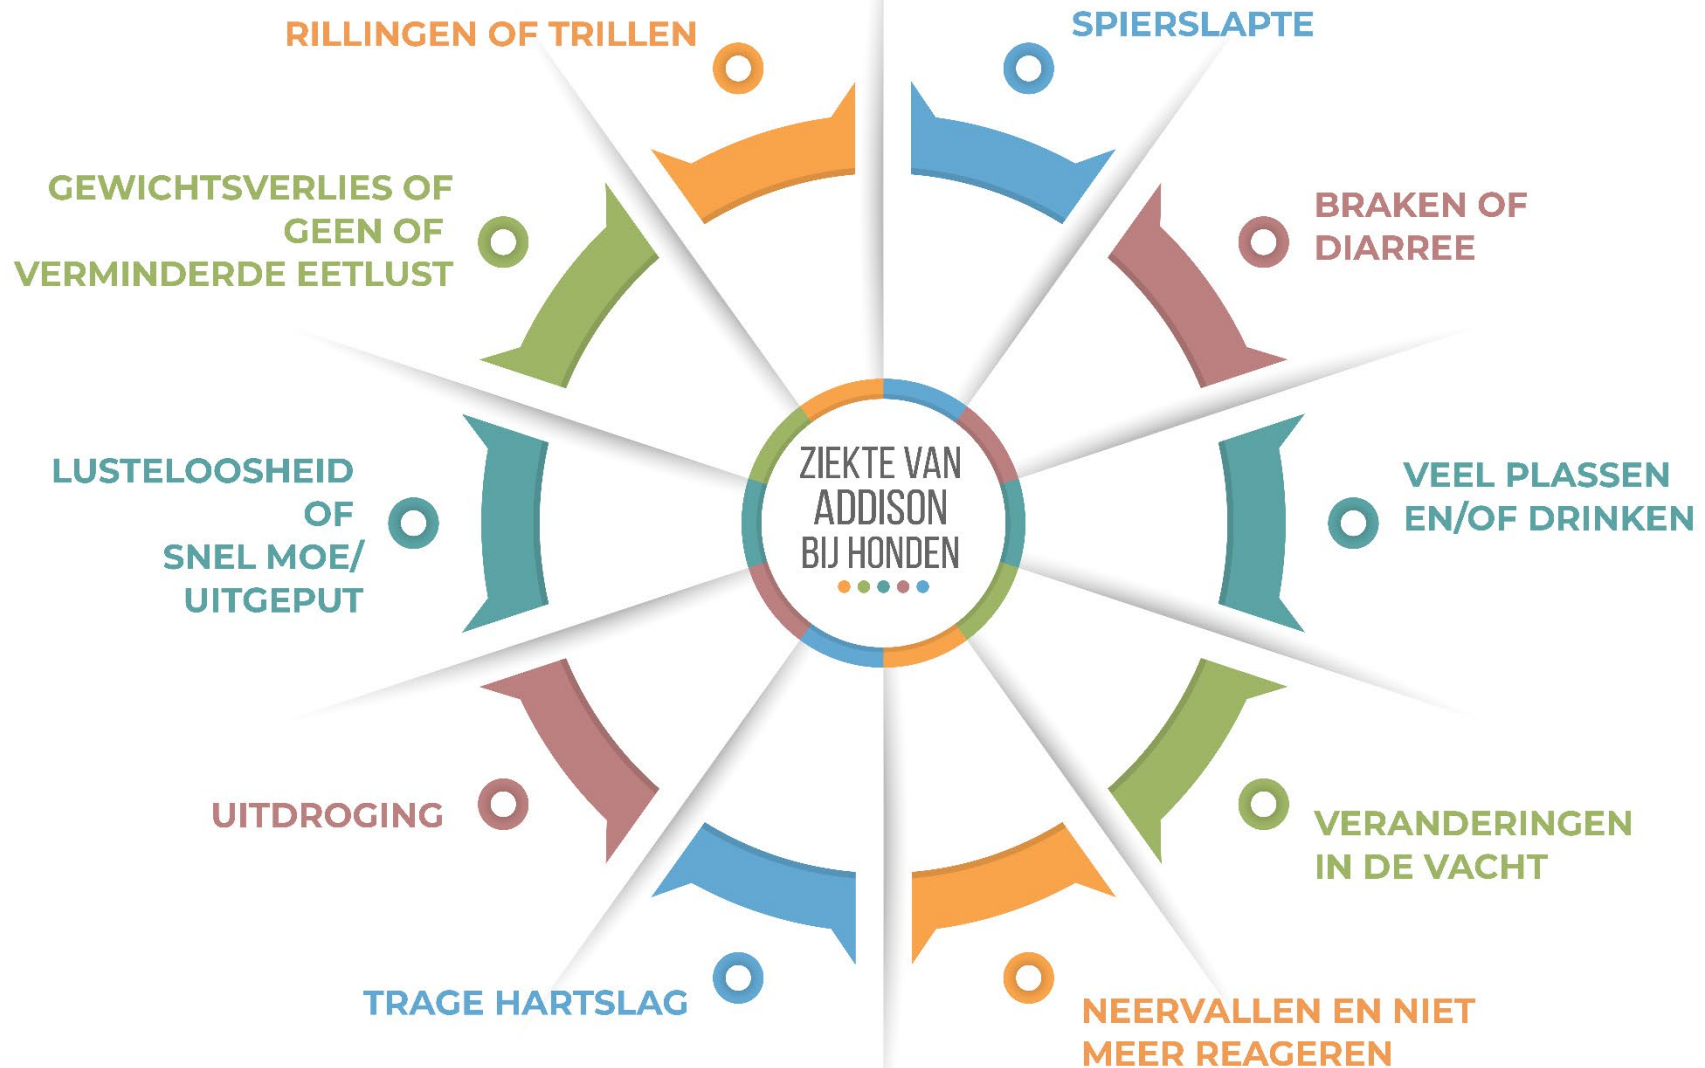 RILLINGEN OF TRILLEN
SPIERSLAPTE
GEWICHTSVERLIES OF
GEEN OF
VERMINDERDE EETLUST
BRAKEN OF
DIARREE
ZIEKTE VAN
ADDISON
BIJ HONDEN
LUSTELOOSHEID
OF
SNEL MOE/
UITGEPUT
VEEL PLASSEN
EN/OF DRINKEN
UITDROGING
VERANDERINGEN
IN DE VACHT
TRAGE HARTSLAG
NEERVALLEN EN NIET
MEER REAGEREN